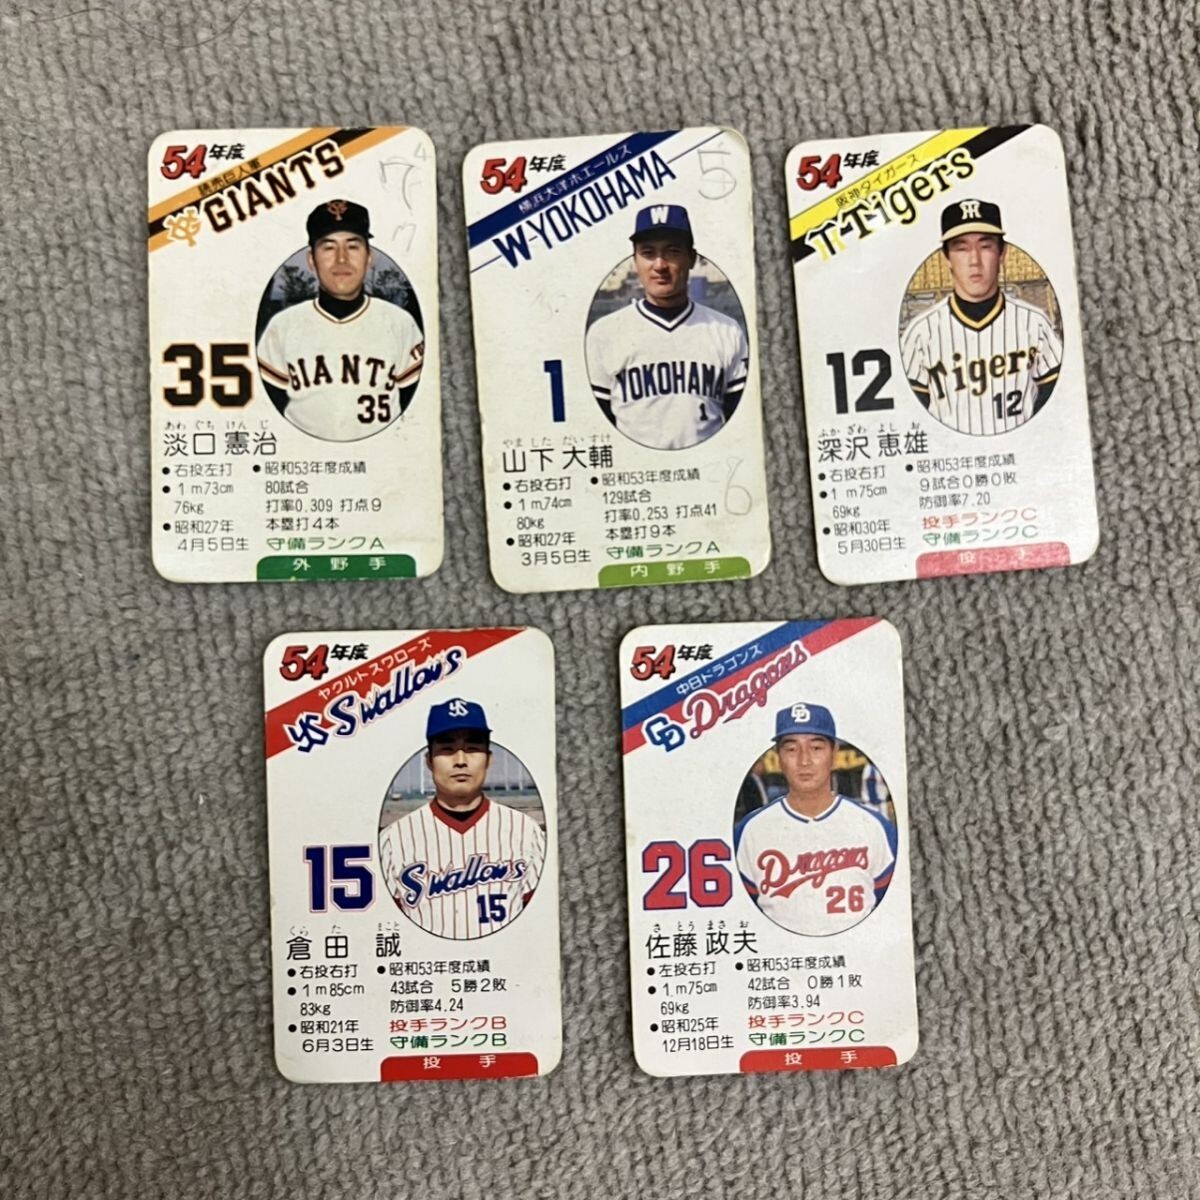 54年度
読売巨人軍
GIANTS
35
GIANTS
35
あわ ぐち けん じ
淡口 憲治
●右投左打
●1m73cm
76kg
●昭和27年
4月5日生
●昭和53年度成績
80試合
打率0.309 打点9
本塁打4本
守備ランクA
外野手
54年度
横浜大洋ホエールズ
W-YOKOHAMA
5
W
YOKOHAMA
1
1
やま した だい すけ
山下 大輔
●右投右打
●1m74cm
80kg
●昭和27年
3月5日生
●昭和53年度成績
129試合
打率0.253 打点41
本塁打9本
守備ランクA
8
内野手
54年度
阪神タイガース
Tigers
12
Tigers
12
ふか ざわ よし お
深沢 恵雄
●右投右打
●1m75cm
69kg
●昭和30年
5月30日生
●昭和53年度成績
9試合0勝0敗
防御率7.20
投手ランクC
守備ランクC
投手
54年度
ヤクルトスワローズ
YS Swallows
YS
15
Swallows
15
くら た まこと
倉田 誠
●右投右打
●1m85cm
83kg
●昭和21年
6月3日生
●昭和53年度成績
43試合 5勝2敗
防御率4.24
投手ランクB
守備ランクB
投手
54年度
中日ドラゴンズ
CD Dragons
CD
26
Dragons
26
さ とう まさ お
佐藤 政夫
●左投左打
●1m75cm
69kg
●昭和25年
12月18日生
●昭和53年度成績
42試合 0勝1敗
防御率3.94
投手ランクC
守備ランクC
投手